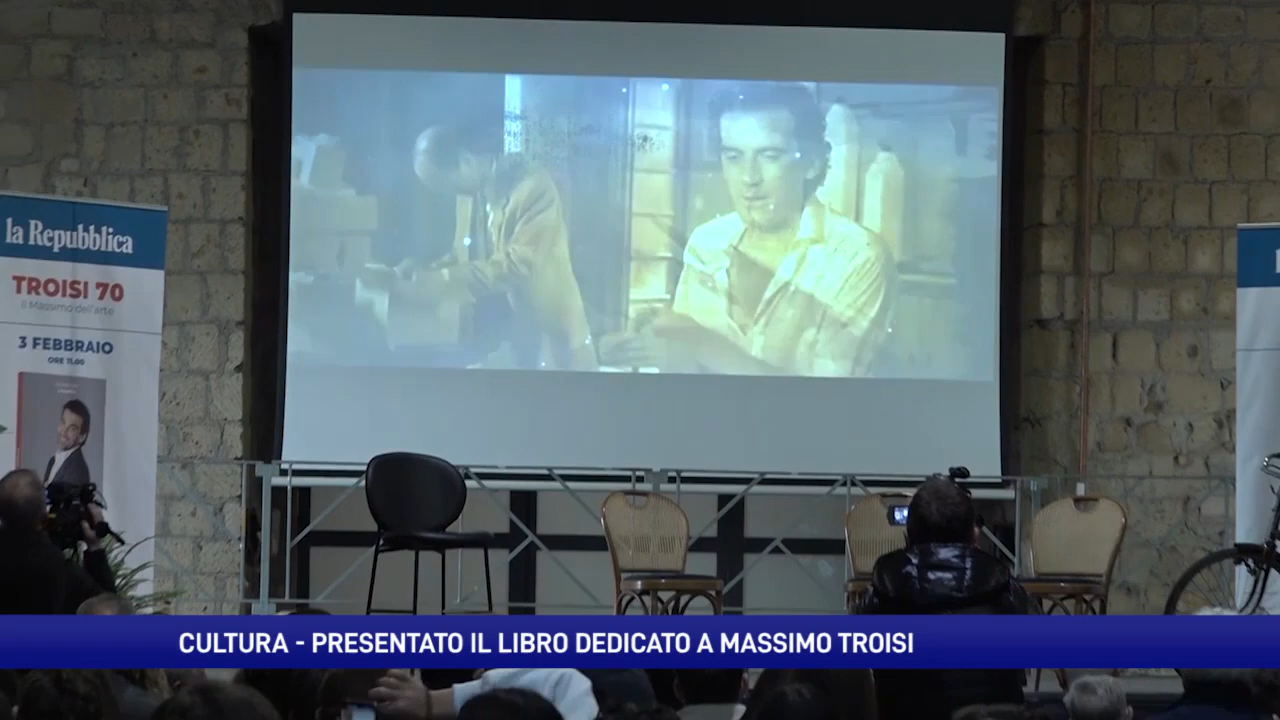 la Repubblica
TROISI 70
Il Massimo dell'arte
3 FEBBRAIO
ORE 11.00
CULTURA - PRESENTATO IL LIBRO DEDICATO A MASSIMO TROISI